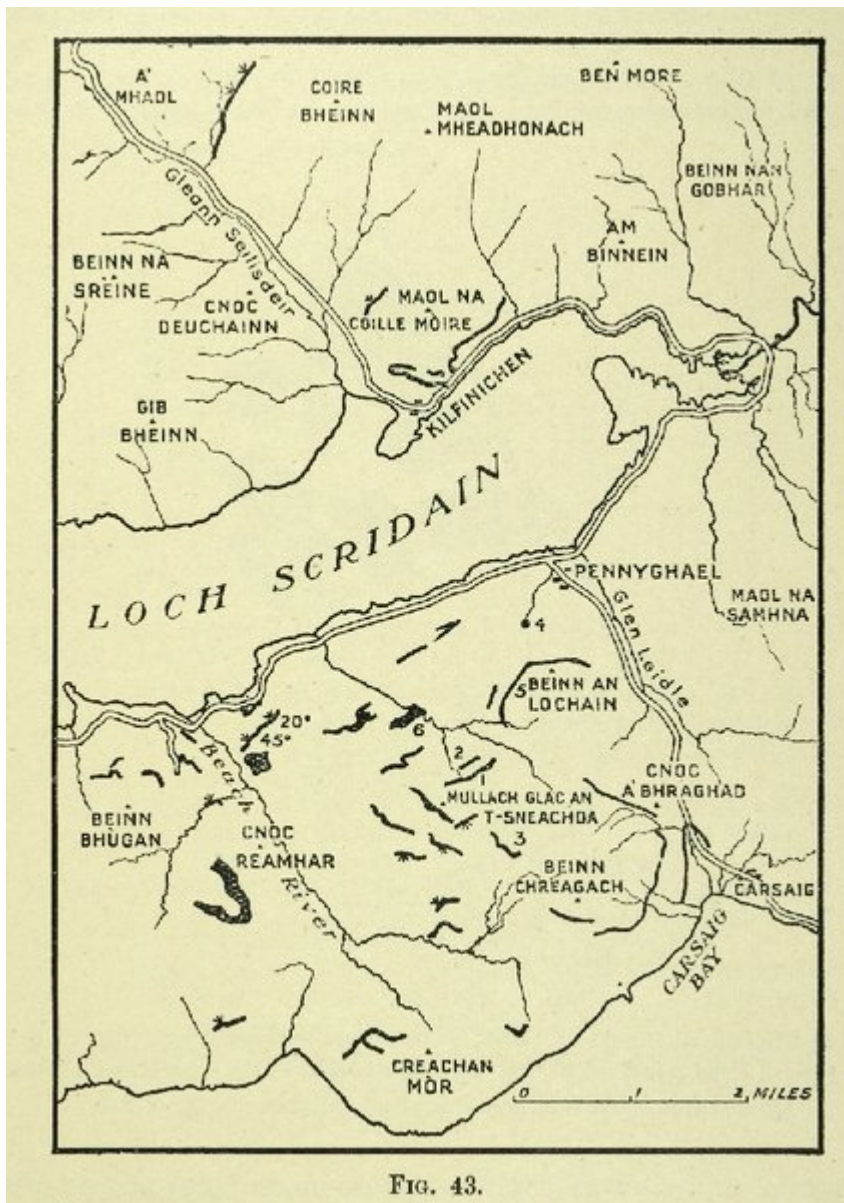 A'
MHAOL
COIRE
BHEINN
MAOL
MHEADHONACH
BEN MORE
BEINN NAN
GOBHAR
Gleann Seilisdeir
AM
BINNEIN
BEINN NA
SRÈINE
CNOC
DEUCHAINN
MAOL NA
COILLE MÒIRE
KILFINICHEN
GIB
BHEINN
LOCH SCRIDAIN
PENNYGHAEL
MAOL NA
SAMHNA
4
Glen Leidle
BEINN AN
LOCHAIN
5
20°
45°
6
2
1
Beach River
CNOC
A'BHRAGHAD
MULLACH GLAC AN
T-SNEACHDA
BEINN
BHÙGAN
CNOC
REAMHAR
3
BEINN
CHREAGACH
CARSAIG
CARSAIG
BAY
CREACHAN
MÒR
0 1 2 MILES
FIG. 43.